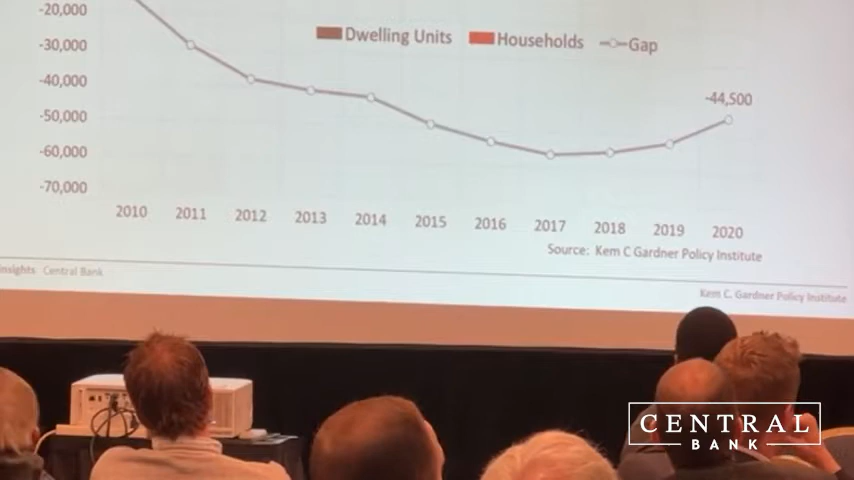 -20,000
Dwelling Units Households Gap
-30,000
-40,000
-44,500
-50,000
-60,000
-70,000
2010 2011 2012 2013 2014 2015 2016 2017 2018 2019 2020
Source: Kem C Gardner Policy Institute
Insights Central Bank
Kem C. Gardner Policy Institute
CENTRAL
BANK